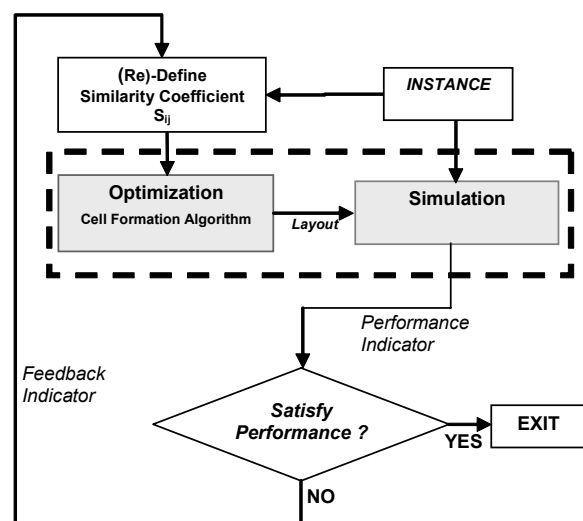 (Re)-Define
Similarity Coefficient
Sij
INSTANCE
Optimization
Cell Formation Algorithm
Layout
Simulation
Performance
Indicator
Feedback
Indicator
Satisfy
Performance ?
YES
EXIT
NO